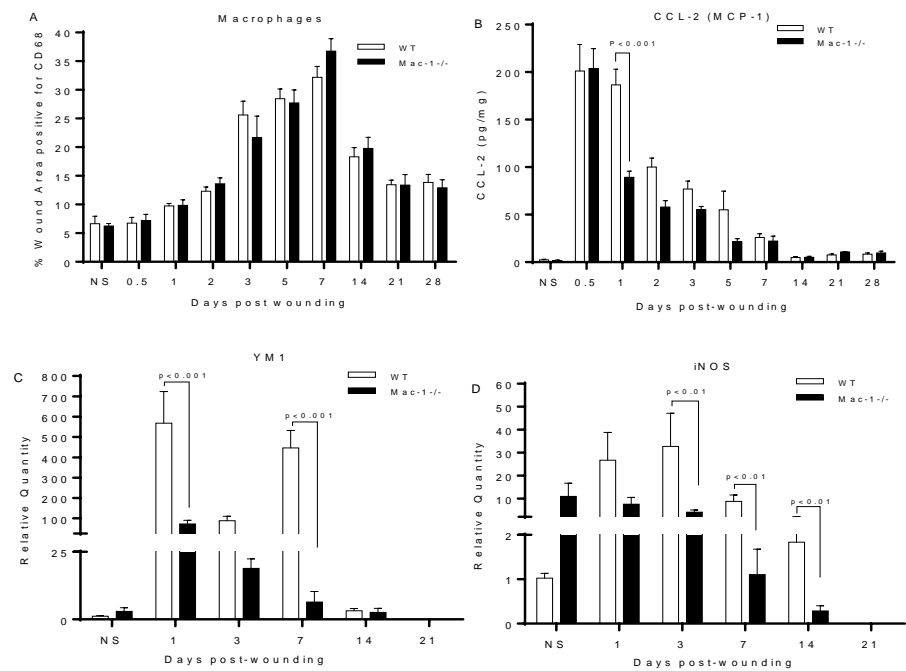 A
Macrophages
% Wound Area positive for CD68
40
35
30
25
20
15
10
5
0
WT
Mac-1-/-
NS 0.5 1 2 3 5 7 14 21 28
Days post wounding
B
CCL-2 (MCP-1)
CCL-2 (pg/mg)
250
200
150
100
50
0
P<0.001
WT
Mac-1-/-
NS 0.5 1 2 3 5 7 14 21 28
Days post-wounding
C
YM1
Relative Quantity
800
700
600
500
400
300
200
100
25
0
p<0.001
p<0.001
WT
Mac-1-/-
NS 1 3 7 14 21
Days post-wounding
D
iNOS
Relative Quantity
60
50
40
30
20
10
2
1
0
p<0.01
p<0.01
p<0.01
WT
Mac-1-/-
NS 1 3 7 14 21
Days post-wounding